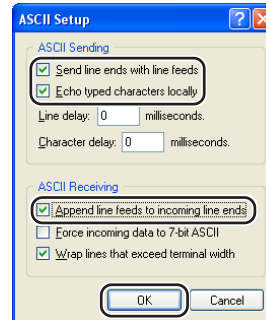 ASCII Setup
ASCII Sending
Send line ends with line feeds
Echo typed characters locally
Line delay: 0 milliseconds.
Character delay: 0 milliseconds.
ASCII Receiving
Append line feeds to incoming line ends
Force incoming data to 7-bit ASCII
Wrap lines that exceed terminal width
OK Cancel